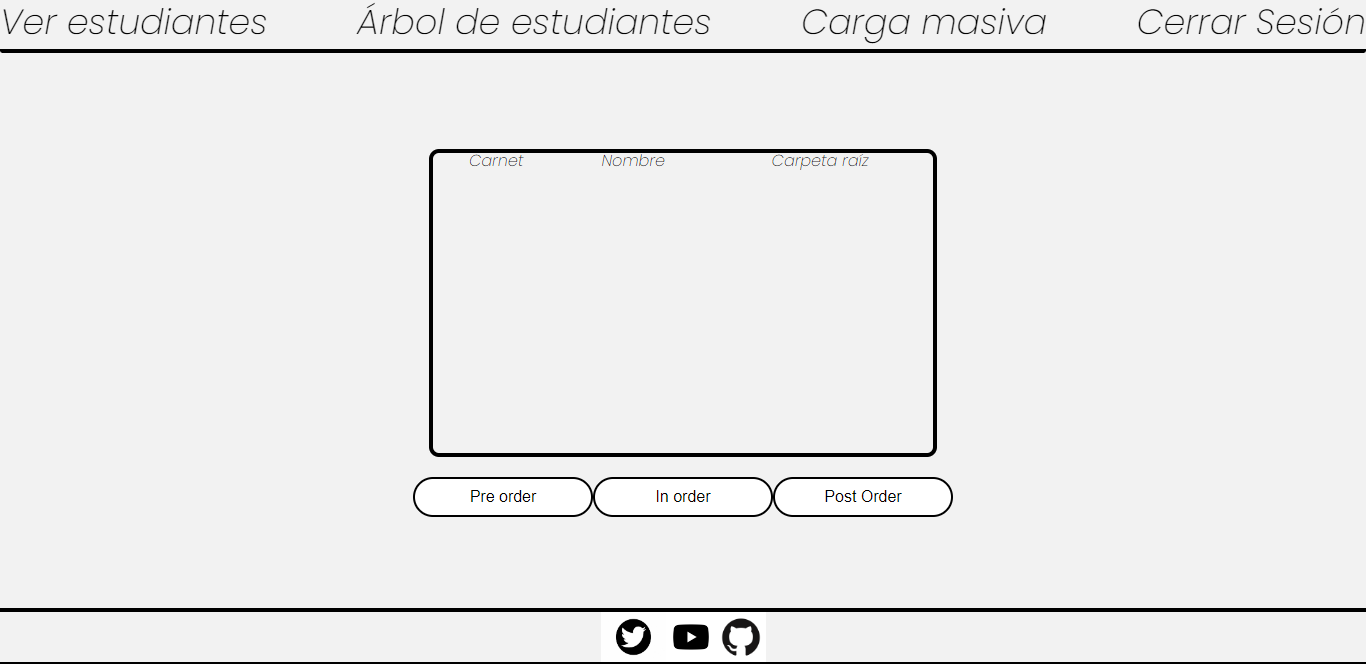 Ver estudiantes Árbol de estudiantes Carga masiva Cerrar Sesión
Carnet Nombre Carpeta raíz
Pre order In order Post Order